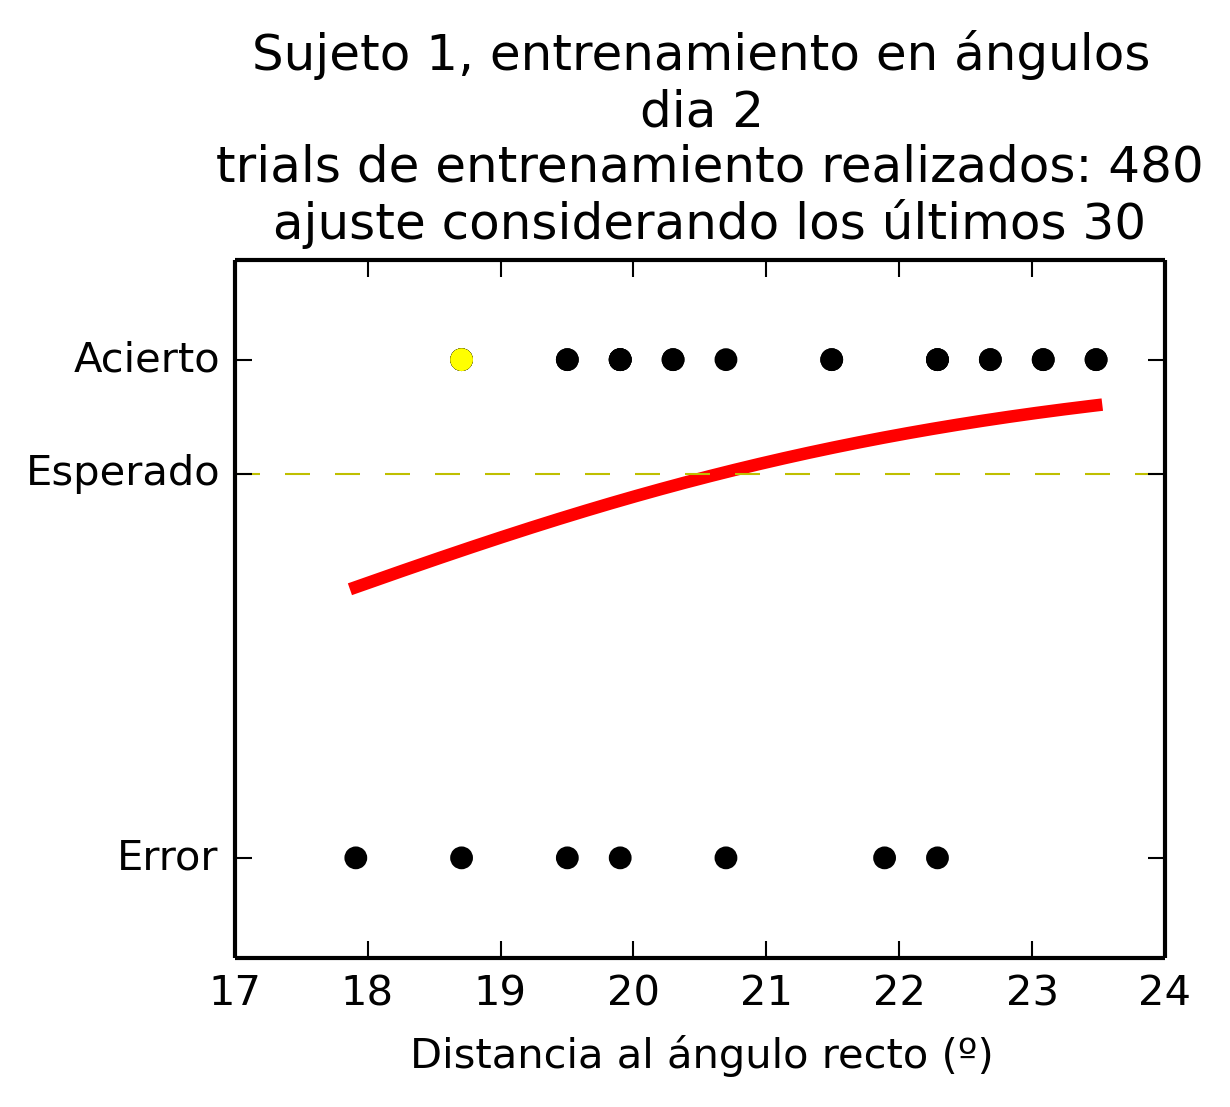 Sujeto 1, entrenamiento en ángulos
dia 2
trials de entrenamiento realizados: 480
ajuste considerando los últimos 30
Acierto
Esperado
Error
17 18 19 20 21 22 23 24
Distancia al ángulo recto (º)